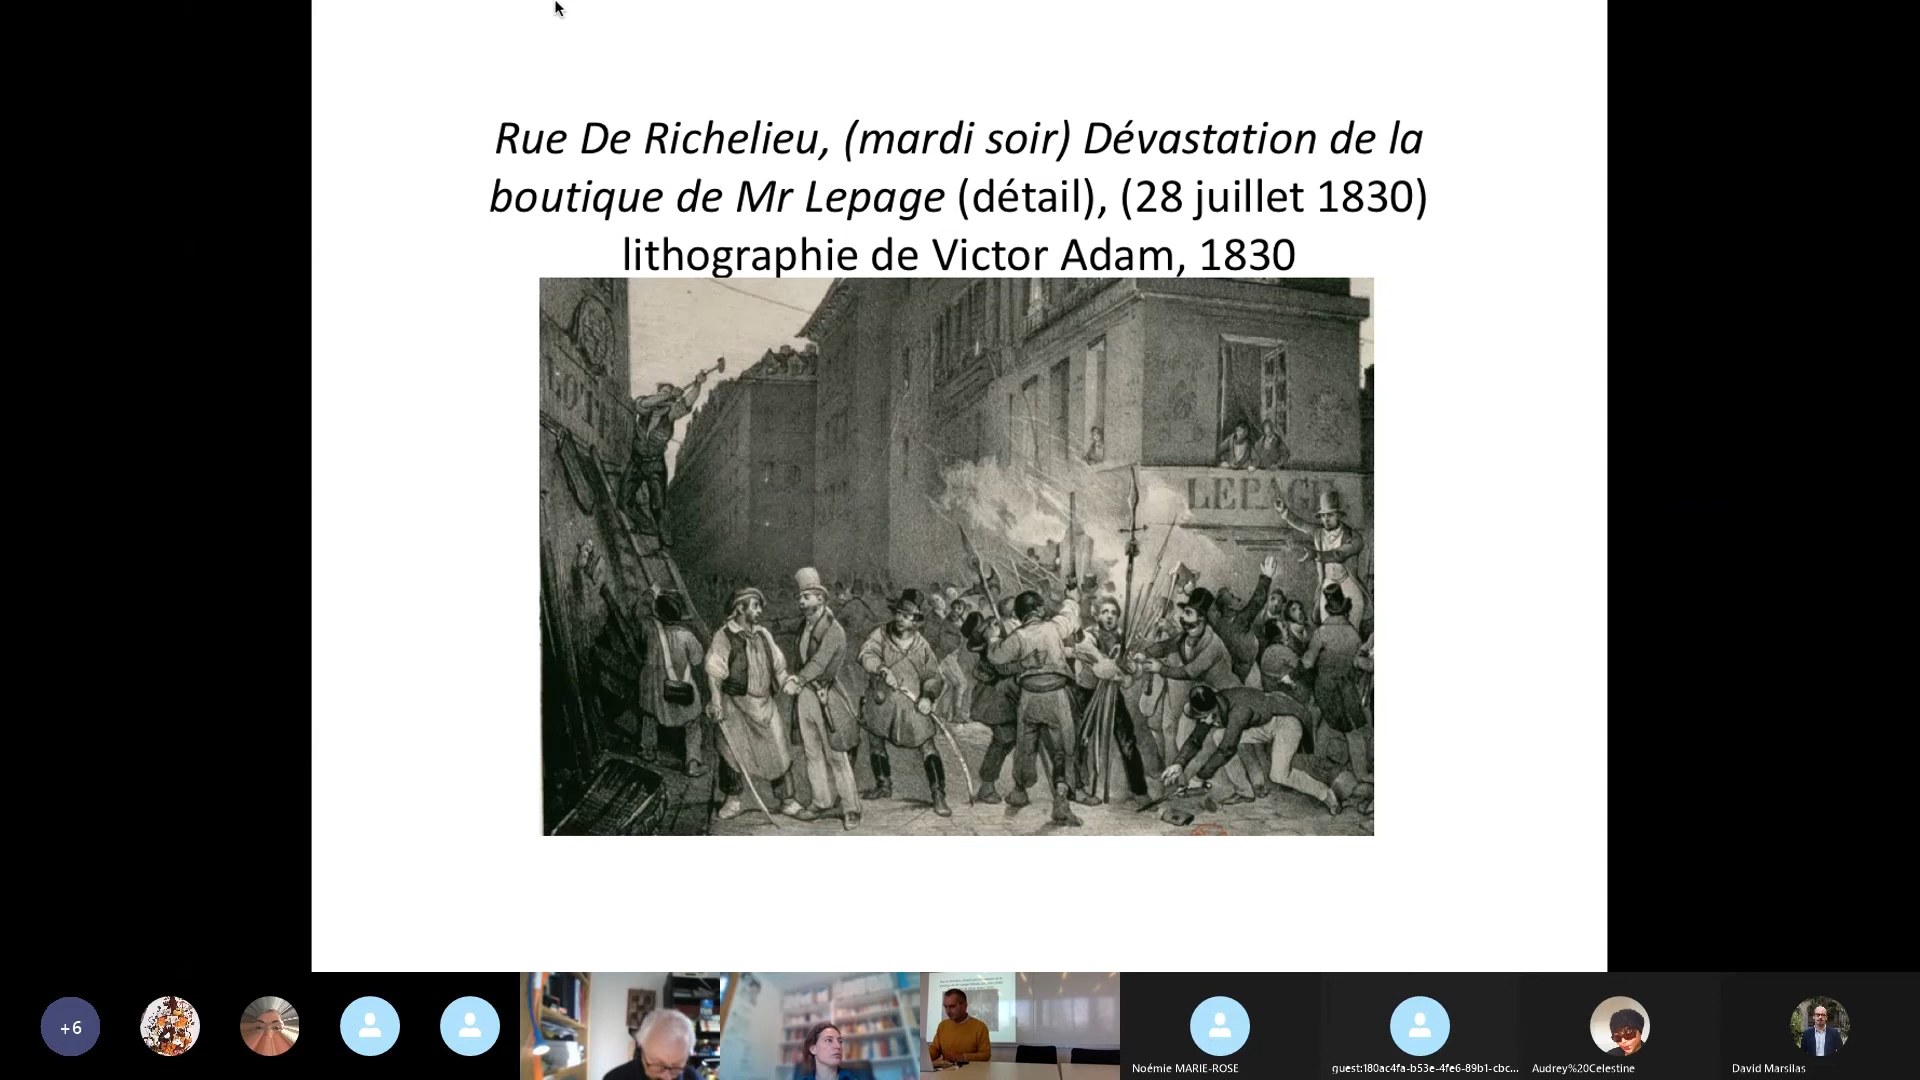 Rue De Richelieu, (mardi soir) Dévastation de la
boutique de Mr Lepage (détail), (28 juillet 1830)
lithographie de Victor Adam, 1830
LEPAGE
+6
Noémie MARIE-ROSE
guest:180ac4fa-b53e-4fe6-89b1-cbc...
Audrey%20Celestine
David Marsilas